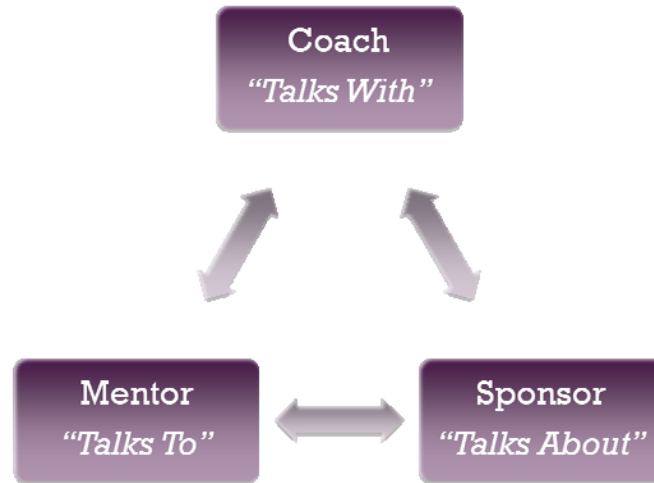 Coach
“Talks With”
Mentor
“Talks To”
Sponsor
“Talks About”